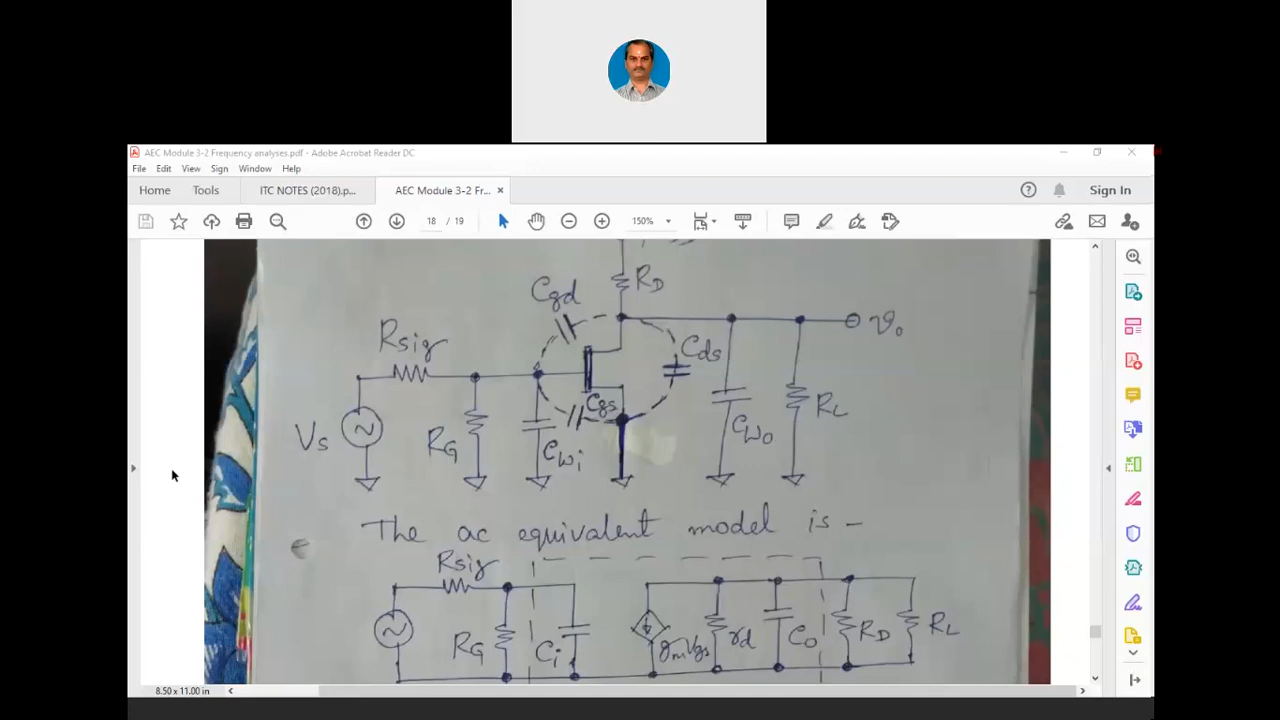 AEC Module 3-2 Frequency analyses.pdf - Adobe Acrobat Reader DC
File Edit View Sign Window Help
Home Tools ITC NOTES (2018).p... AEC Module 3-2 Fr... × Sign In
18 / 19 150%
RD
Cgd
Rsig
Cds
Vo
Vs
RG
Cgs
CWi
CWo
RL
The ac equivalent model is -
Rsig
RG
Ci
gmVgs
rd
Co
RD
RL
8.50 x 11.00 in